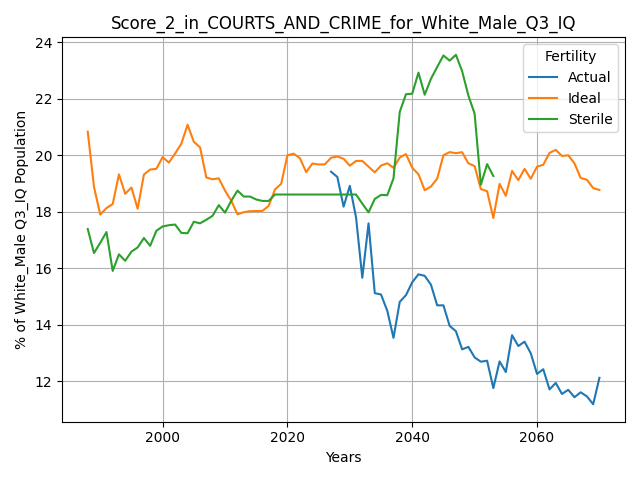 Score_2_in_COURTS_AND_CRIME_for_White_Male_Q3_IQ
% of White_Male Q3_IQ Population
24
22
20
18
16
14
12
Fertility
Actual
Ideal
Sterile
2000
2020
2040
2060
Years